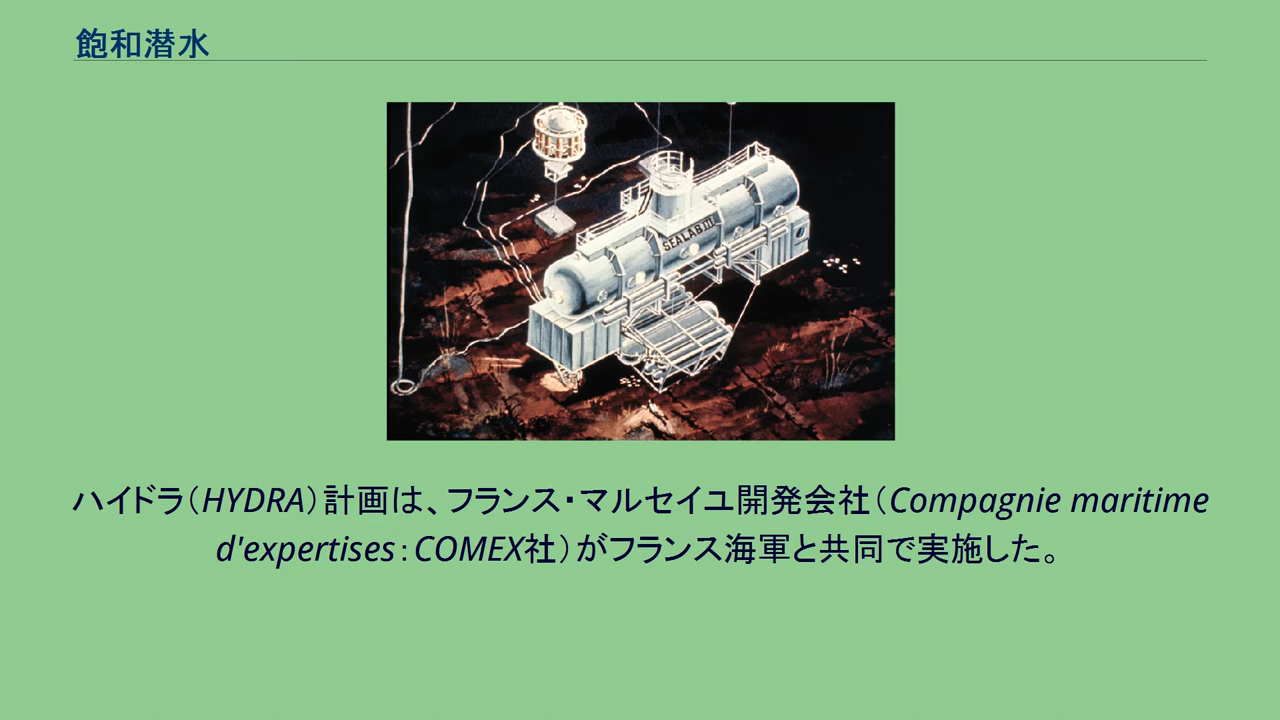 飽和潜水
SEALAB III
ハイドラ（HYDRA）計画は、フランス・マルセイユ開発会社（Compagnie maritime
d'expertises：COMEX社）がフランス海軍と共同で実施した。